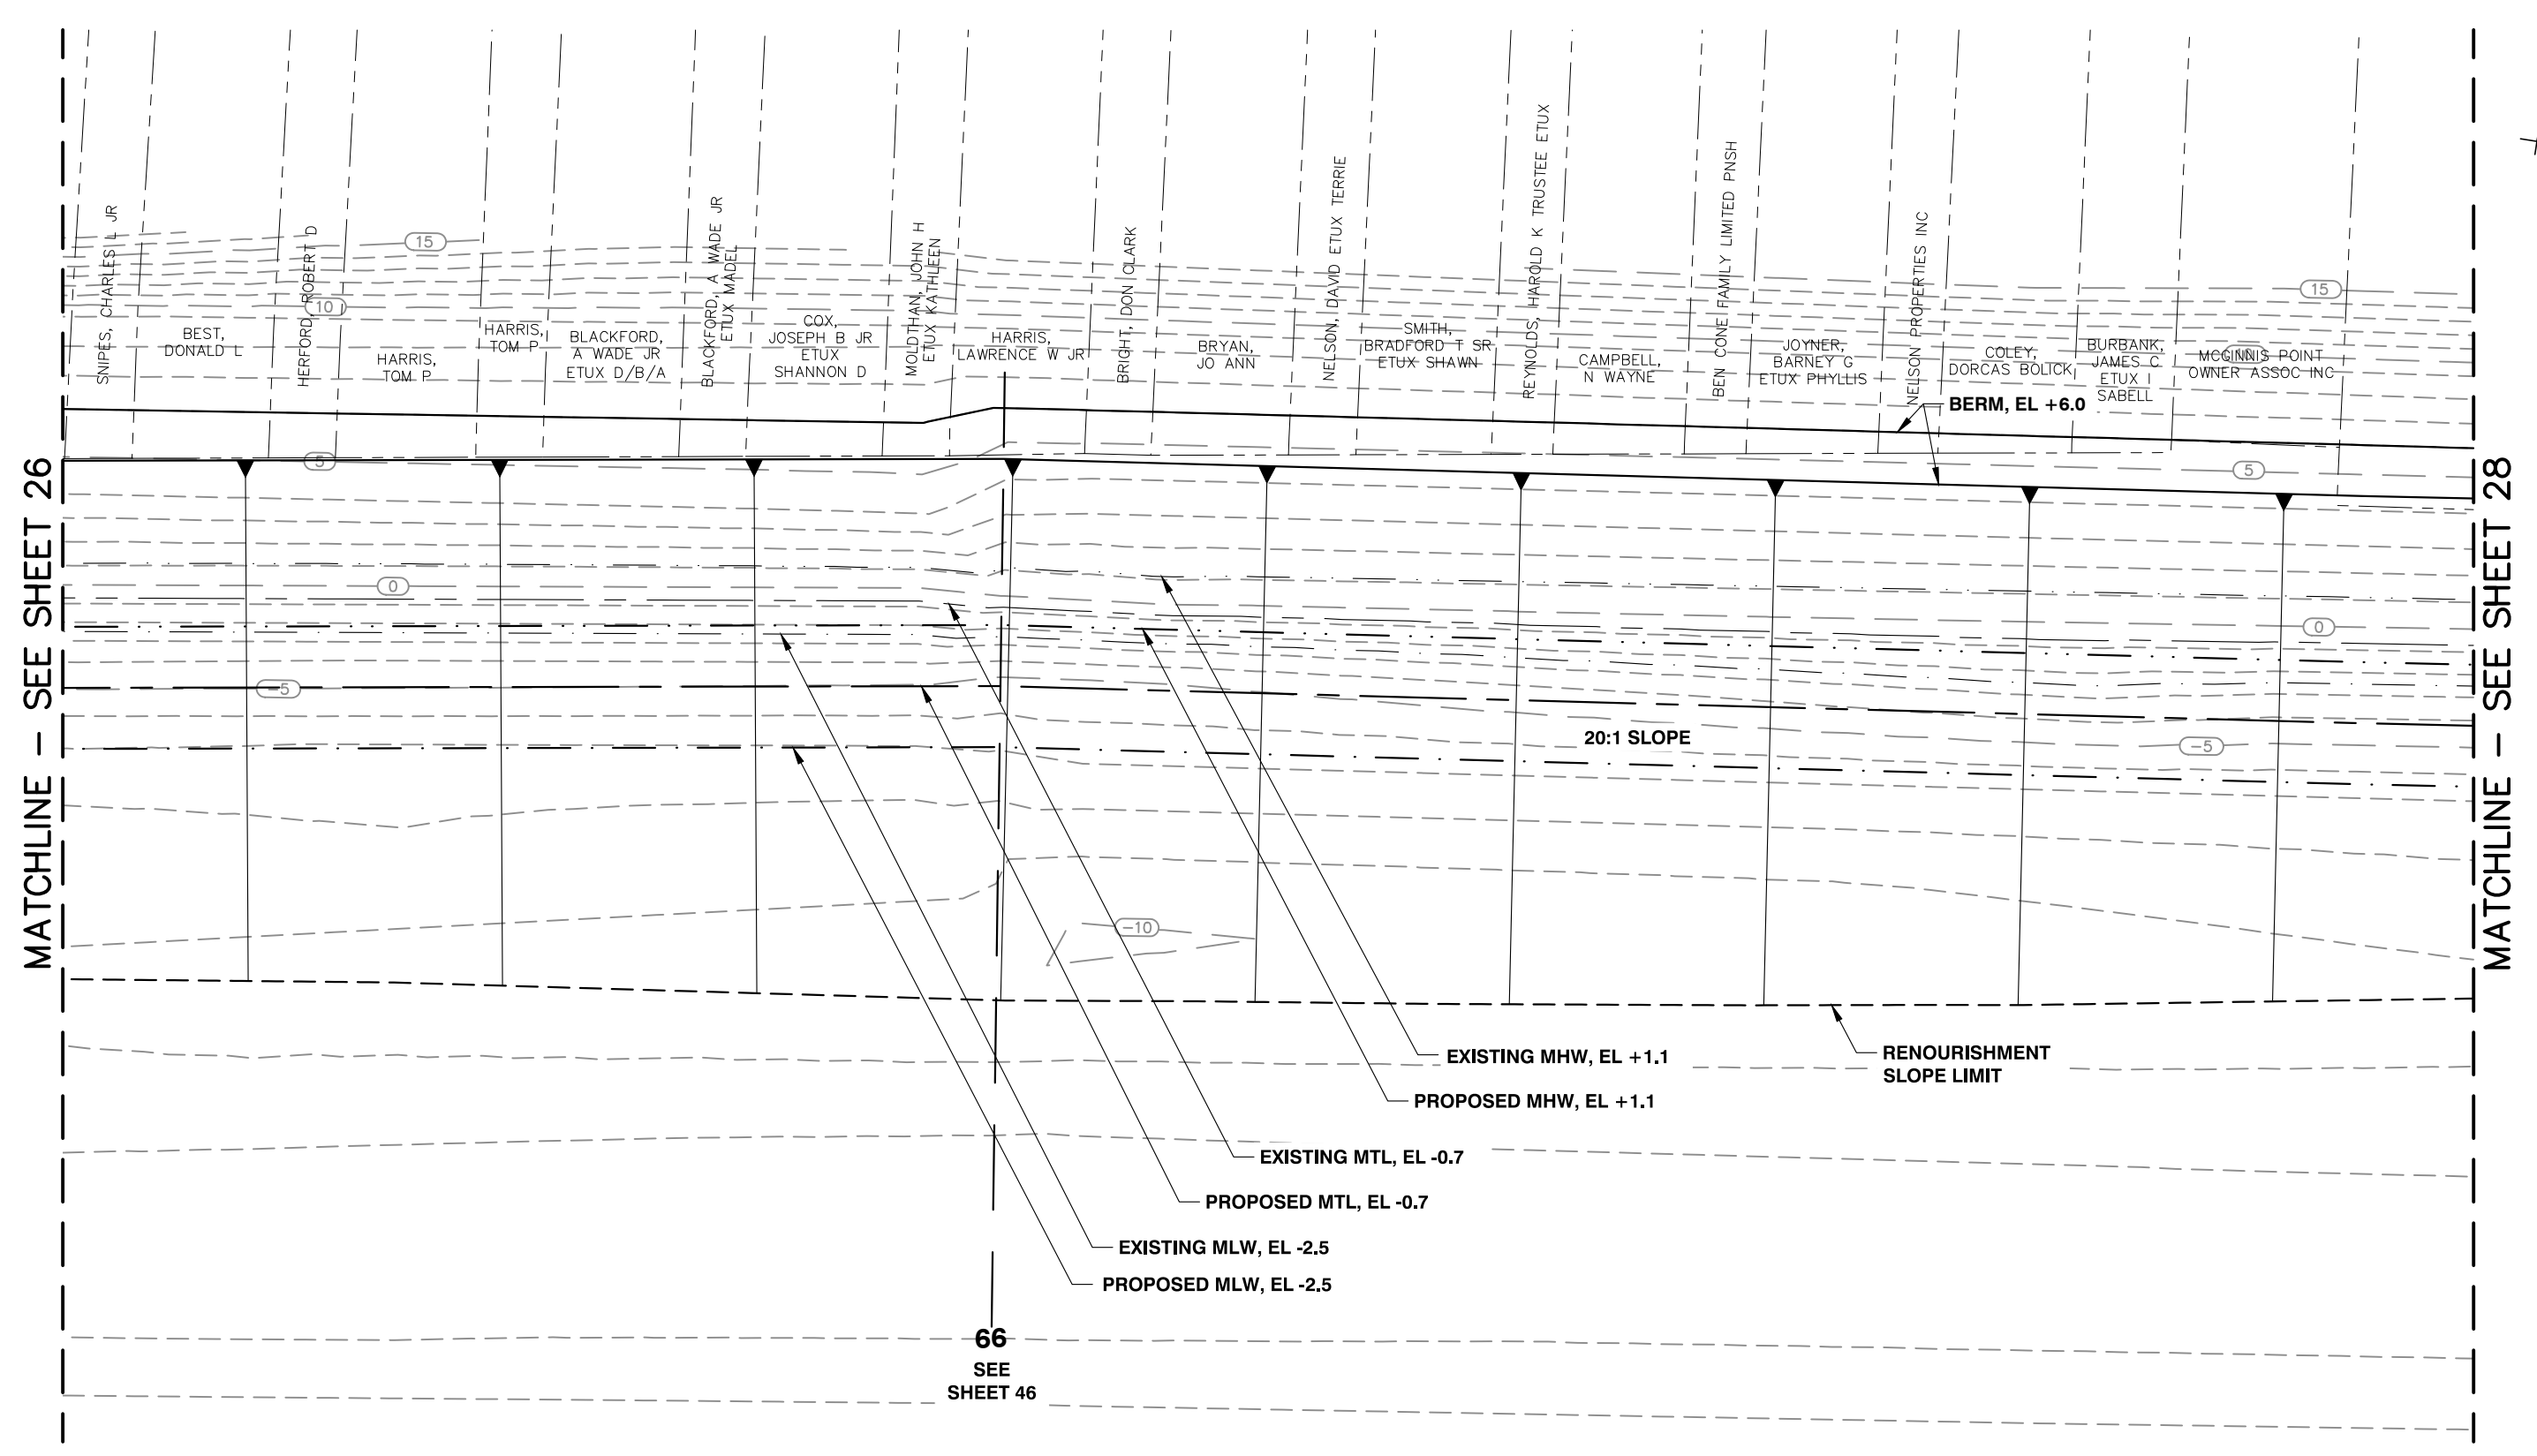 15
10
15
SNIPES, CHARLES L JR
BEST,
DONALD L
HERFORD, ROBERT D
HARRIS,
TOM P
HARRIS,
TOM P
BLACKFORD,
A WADE JR
ETUX D/B/A
BLACKFORD, A WADE JR
ETUX MADEL
COX,
JOSEPH B JR
ETUX
SHANNON D
MOLDTHAN, JOHN H
ETUX KATHLEEN
HARRIS,
LAWRENCE W JR
BRIGHT, DON CLARK
BRYAN,
JO ANN
NELSON, DAVID ETUX TERRIE
SMITH,
BRADFORD T SR
ETUX SHAWN
REYNOLDS, HAROLD K TRUSTEE ETUX
CAMPBELL,
N WAYNE
BEN CONE FAMILY LIMITED PNSH
JOYNER,
BARNEY G
ETUX PHYLLIS
NELSON PROPERTIES INC
COLEY,
DORCAS BOLICK
BURBANK,
JAMES C
ETUX I
SABELL
MCGINNIS POINT
OWNER ASSOC INC
BERM, EL +6.0
5
5
MATCHLINE – SEE SHEET 26
MATCHLINE – SEE SHEET 28
0
0
-5
-5
20:1 SLOPE
-10
EXISTING MHW, EL +1.1
PROPOSED MHW, EL +1.1
RENOURISHMENT
SLOPE LIMIT
EXISTING MTL, EL -0.7
PROPOSED MTL, EL -0.7
EXISTING MLW, EL -2.5
PROPOSED MLW, EL -2.5
66
SEE
SHEET 46